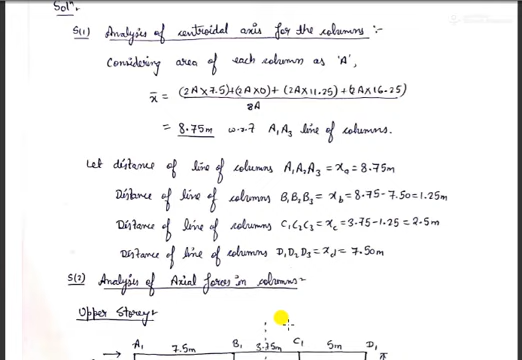 Solⁿ.
S(1) Analysis of centroidal axis for the columns :-
Considering area of each column as 'A',
x̄ = (2A×7.5)+(2A×0)+(2A×11.25)+(2A×16.25)
8A
= 8.75m w.r.t A₁A₃ line of columns.
Let distance of line of columns A₁A₂A₃ = xₐ = 8.75m
Distance of line of columns B₁B₂B₃ = x_b = 8.75-7.50=1.25m
Distance of line of columns C₁C₂C₃ = x_c = 3.75-1.25=2.5m
Distance of line of columns D₁D₂D₃ = x_d = 7.50m
S(2) Analysis of Axial forces in columns:-
Upper Storey:-
A₁ 7.5m B₁ 3.75m C₁ 5m D₁